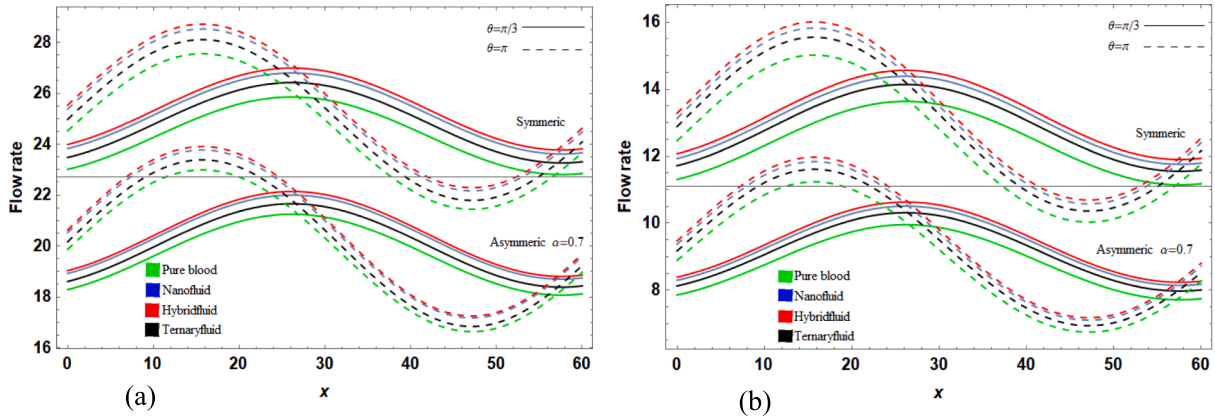 28
26
24
22
20
18
16
0
10
20
30
40
50
60
Flow rate
x
θ=π/3
θ=π
Symmeric
Asymmeric α=0.7
Pure blood
Nanofluid
Hybridfluid
Ternaryfluid
(a)
16
14
12
10
8
0
10
20
30
40
50
60
Flow rate
x
θ=π/3
θ=π
Symmeric
Asymmeric α=0.7
Pure blood
Nanofluid
Hybridfluid
Ternaryfluid
(b)